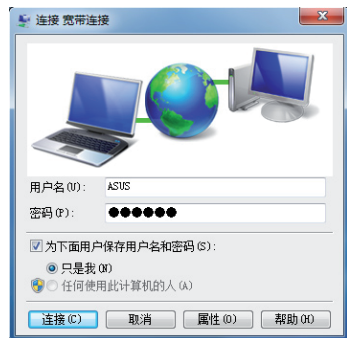 连接 宽带连接
用户名(U): ASUS
密码(P): ●●●●●●
为下面用户保存用户名和密码(S):
只是我(N)
任何使用此计算机的人(A)
连接(C) 取消 属性(O) 帮助(H)